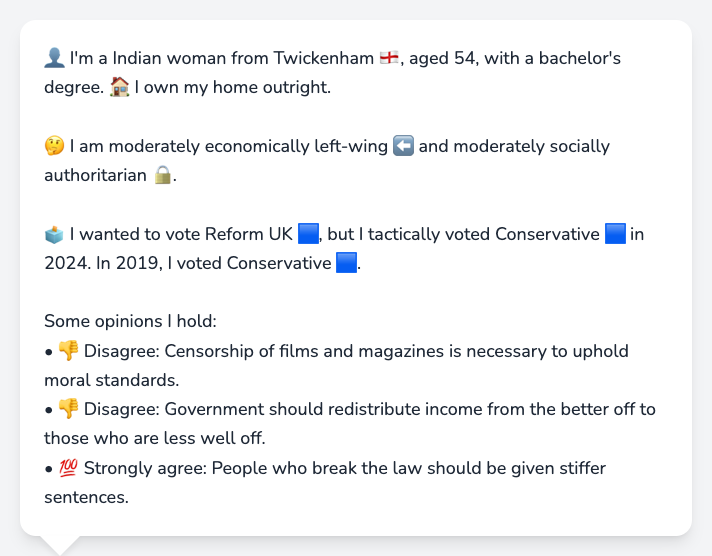 👤 I'm a Indian woman from Twickenham 🏴󠁧󠁢󠁥󠁮󠁧󠁿, aged 54, with a bachelor's
degree. 🏠 I own my home outright.
🤔 I am moderately economically left-wing ⬅️ and moderately socially
authoritarian 🔒.
🗳️ I wanted to vote Reform UK 🟦, but I tactically voted Conservative 🟦 in
2024. In 2019, I voted Conservative 🟦.
Some opinions I hold:
• 👎 Disagree: Censorship of films and magazines is necessary to uphold
moral standards.
• 👎 Disagree: Government should redistribute income from the better off to
those who are less well off.
• 💯 Strongly agree: People who break the law should be given stiffer
sentences.